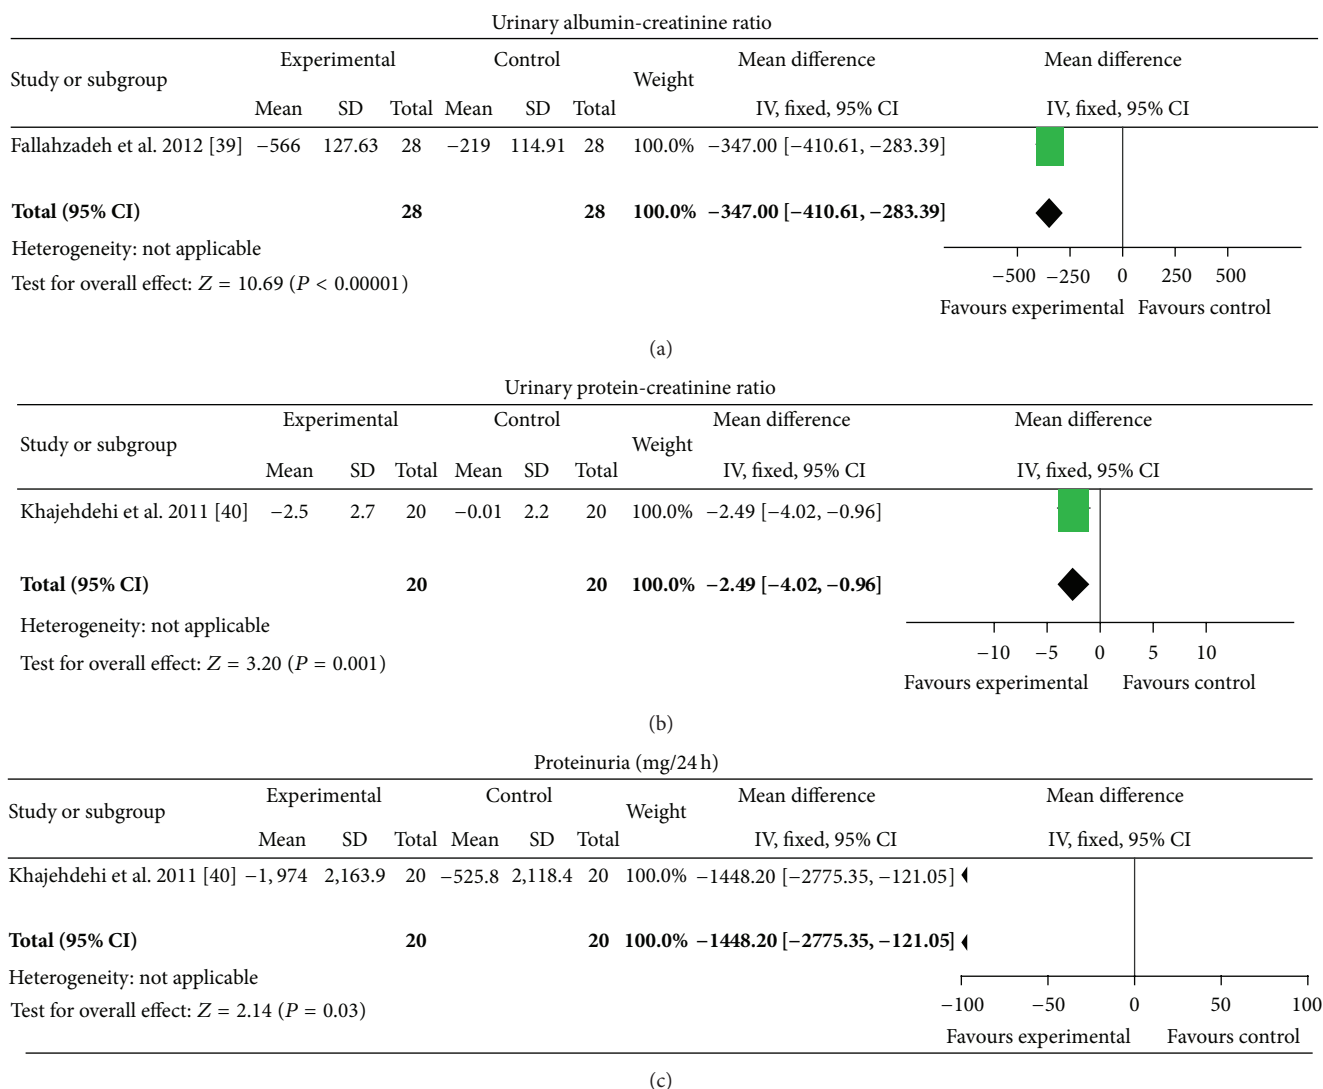 Urinary albumin-creatinine ratio
Study or subgroup Experimental Control Weight Mean difference Mean difference
Mean SD Total Mean SD Total IV, fixed, 95% CI IV, fixed, 95% CI
Fallahzadeh et al. 2012 [39] −566 127.63 28 −219 114.91 28 100.0% −347.00 [−410.61, −283.39]
Total (95% CI) 28 28 100.0% −347.00 [−410.61, −283.39]
Heterogeneity: not applicable
Test for overall effect: Z = 10.69 (P < 0.00001)
−500 −250 0 250 500
Favours experimental Favours control
(a)
Urinary protein-creatinine ratio
Study or subgroup Experimental Control Weight Mean difference Mean difference
Mean SD Total Mean SD Total IV, fixed, 95% CI IV, fixed, 95% CI
Khajehdehi et al. 2011 [40] −2.5 2.7 20 −0.01 2.2 20 100.0% −2.49 [−4.02, −0.96]
Total (95% CI) 20 20 100.0% −2.49 [−4.02, −0.96]
Heterogeneity: not applicable
Test for overall effect: Z = 3.20 (P = 0.001)
−10 −5 0 5 10
Favours experimental Favours control
(b)
Proteinuria (mg/24 h)
Study or subgroup Experimental Control Weight Mean difference Mean difference
Mean SD Total Mean SD Total IV, fixed, 95% CI IV, fixed, 95% CI
Khajehdehi et al. 2011 [40] −1, 974 2,163.9 20 −525.8 2,118.4 20 100.0% −1448.20 [−2775.35, −121.05]
Total (95% CI) 20 20 100.0% −1448.20 [−2775.35, −121.05]
Heterogeneity: not applicable
Test for overall effect: Z = 2.14 (P = 0.03)
−100 −50 0 50 100
Favours experimental Favours control
(c)